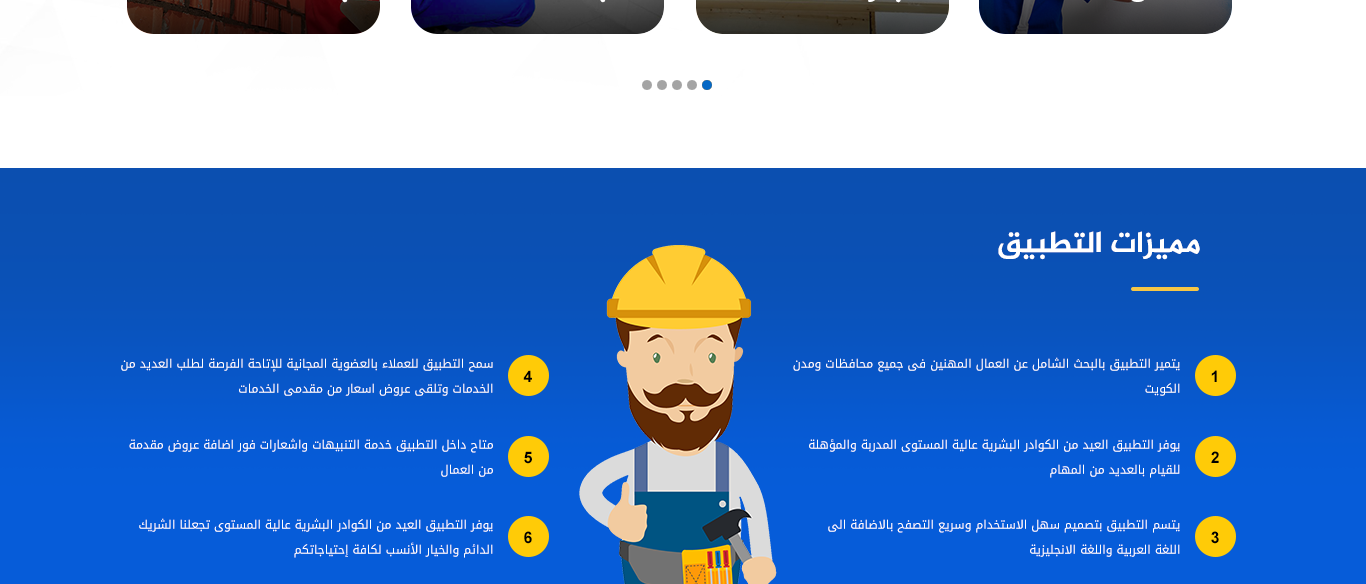 مميزات التطبيق
1
يتمير التطبيق بالبحث الشامل عن العمال المهنين فى جميع محافظات ومدن
الكويت
2
يوفر التطبيق العيد من الكوادر البشرية عالية المستوى المدربة والمؤهلة
للقيام بالعديد من المهام
3
يتسم التطبيق بتصميم سهل الاستخدام وسريع التصفح بالاضافة الى
اللغة العربية واللغة الانجليزية
4
سمح التطبيق للعملاء بالعضوية المجانية للإتاحة الفرصة لطلب العديد من
الخدمات وتلقى عروض اسعار من مقدمى الخدمات
5
متاح داخل التطبيق خدمة التنبيهات واشعارات فور اضافة عروض مقدمة
من العمال
6
يوفر التطبيق العيد من الكوادر البشرية عالية المستوى تجعلنا الشريك
الدائم والخيار الأنسب لكافة إحتياجاتكم